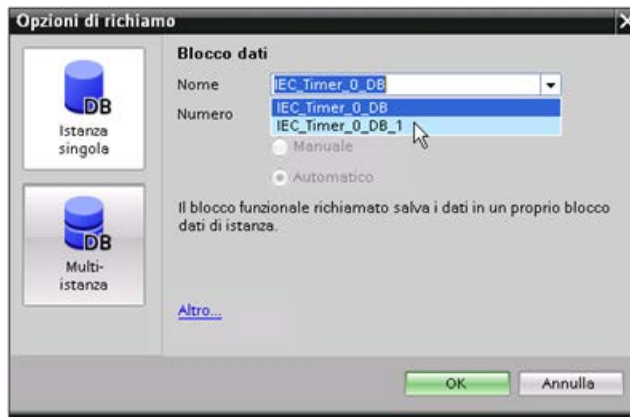 Opzioni di richiamo
DB
Istanza
singola
DB
Multi-
istanza
Blocco dati
Nome
IEC_Timer_0_DB
IEC_Timer_0_DB
IEC_Timer_0_DB_1
Numero
Manuale
Automatico
Il blocco funzionale richiamato salva i dati in un proprio blocco
dati di istanza.
Altro...
OK
Annulla